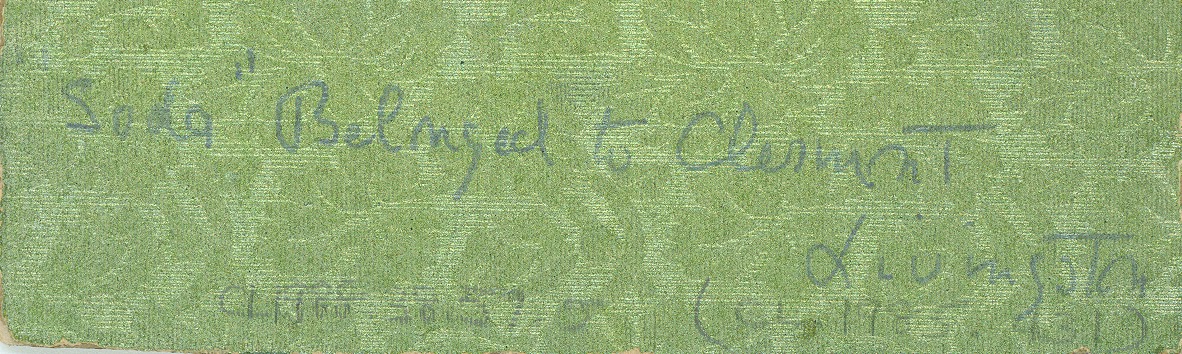 "Soda" Belonged to Clermont
Livingston